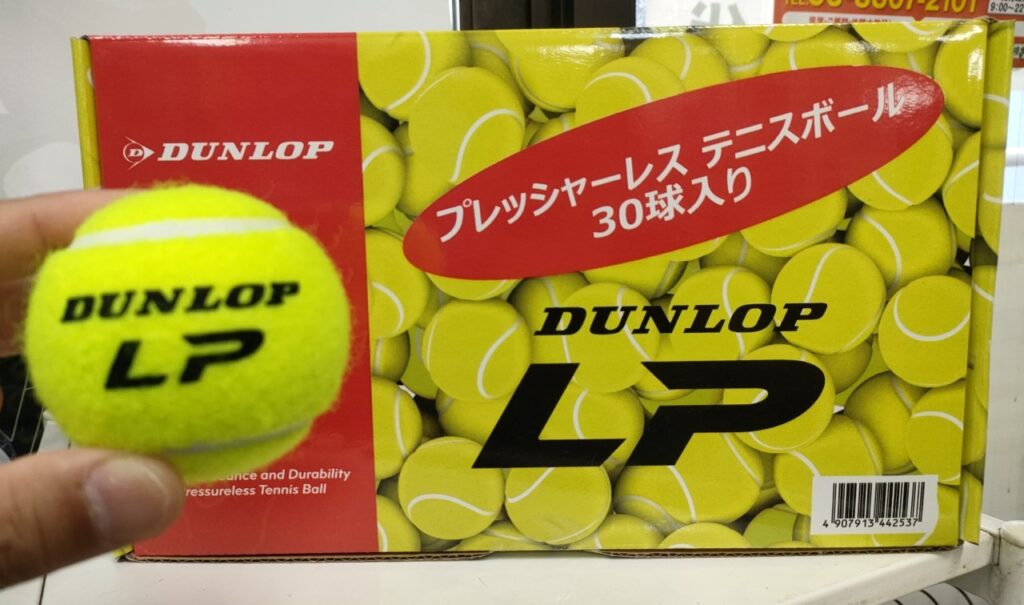 DUNLOP
プレッシャーレス テニスボール
30球入り
DUNLOP
LP
DUNLOP
LP
and Durability
Tennis Ball
4 907913 442537